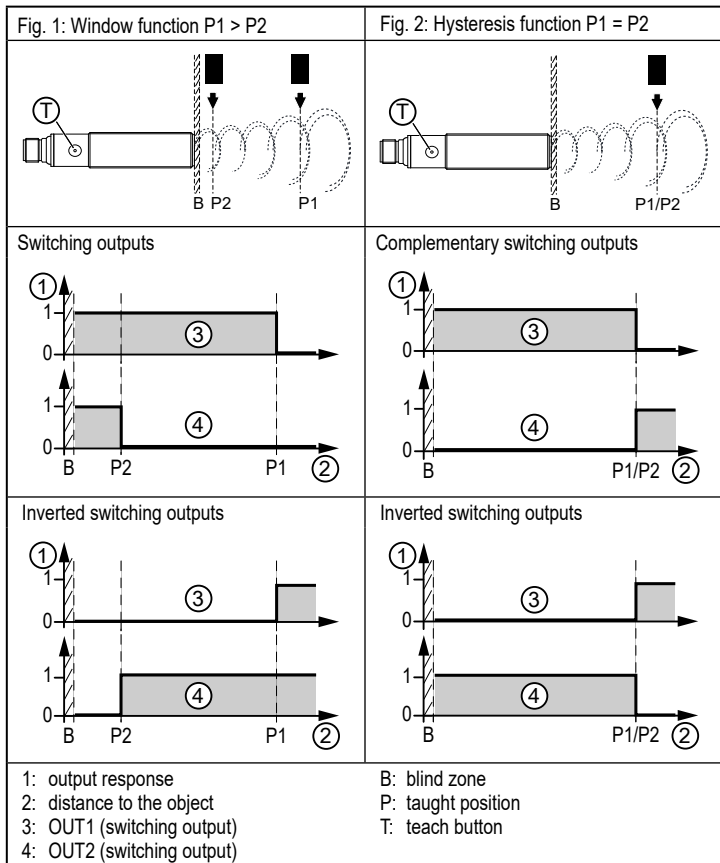 Fig. 1: Window function P1 > P2
Fig. 2: Hysteresis function P1 = P2
T
B P2 P1
T
B P1/P2
Switching outputs
1
1
3
0
1
4
0
B P2 P1 2
Complementary switching outputs
1
1
3
0
1
4
0
B P1/P2 2
Inverted switching outputs
1
1
3
0
1
4
0
B P2 P1 2
Inverted switching outputs
1
1
3
0
1
4
0
B P1/P2 2
1: output response
2: distance to the object
3: OUT1 (switching output)
4: OUT2 (switching output)
B: blind zone
P: taught position
T: teach button